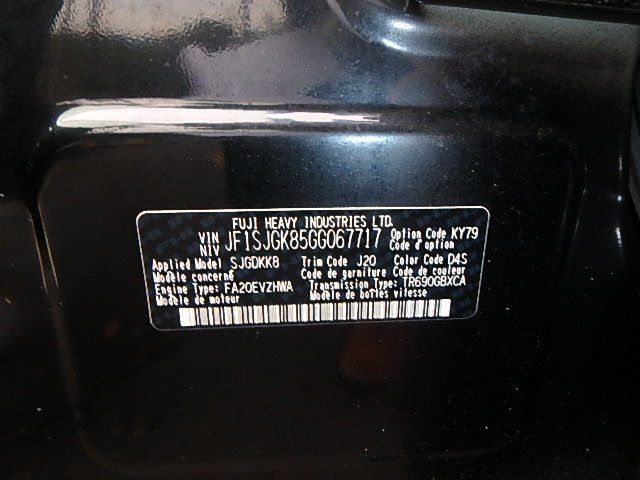 FUJI HEAVY INDUSTRIES LTD.
VIN NIV JF1SJGK85GG067717 Option Code KY79
Code d'option
Applied Model SJGDKK8 Trim Code J20 Color Code D4S
Modèle concerné Code de garniture Code de couleur
Engine Type: FA20EVZHWA Transmission Type: TR690GBXCA
Modèle de moteur Modèle de boîtes vitesse